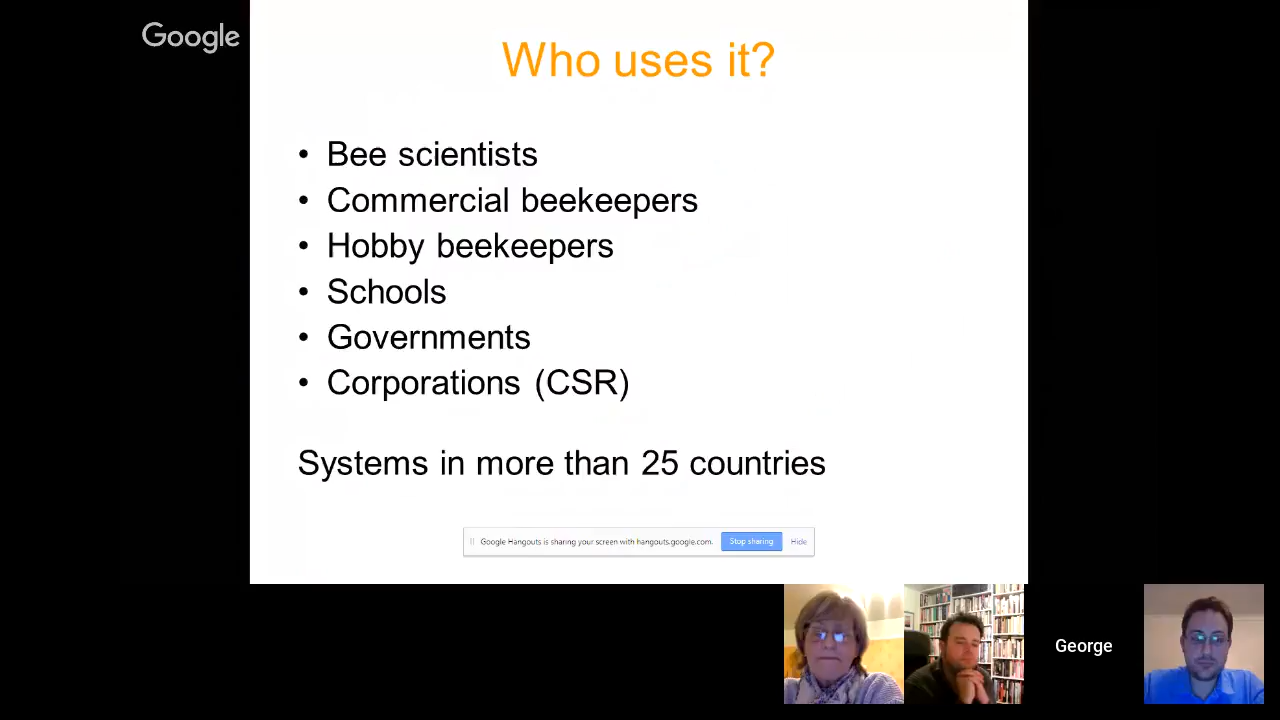 Google
Who uses it?
• Bee scientists
• Commercial beekeepers
• Hobby beekeepers
• Schools
• Governments
• Corporations (CSR)
Systems in more than 25 countries
Google Hangouts is sharing your screen with hangouts.google.com. Stop sharing Hide
George